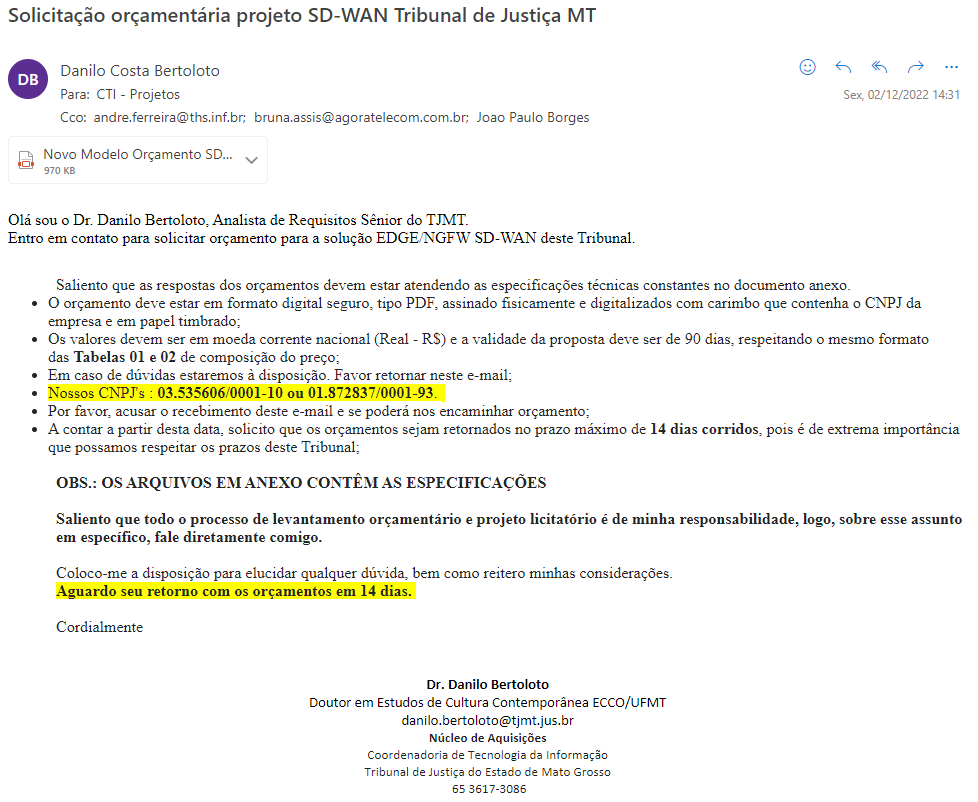 Solicitação orçamentária projeto SD-WAN Tribunal de Justiça MT
DB
Danilo Costa Bertoloto
Para: CTI - Projetos
Sex, 02/12/2022 14:31
Cco: andre.ferreira@ths.inf.br; bruna.assis@agoratelecom.com.br; Joao Paulo Borges
Novo Modelo Orçamento SD...
970 KB
Olá sou o Dr. Danilo Bertoloto, Analista de Requisitos Sênior do TJMT.
Entro em contato para solicitar orçamento para a solução EDGE/NGFW SD-WAN deste Tribunal.
Saliento que as respostas dos orçamentos devem estar atendendo as especificações técnicas constantes no documento anexo.
• O orçamento deve estar em formato digital seguro, tipo PDF, assinado fisicamente e digitalizados com carimbo que contenha o CNPJ da
empresa e em papel timbrado;
• Os valores devem ser em moeda corrente nacional (Real - R$) e a validade da proposta deve ser de 90 dias, respeitando o mesmo formato
das Tabelas 01 e 02 de composição do preço;
• Em caso de dúvidas estaremos à disposição. Favor retornar neste e-mail;
• Nossos CNPJ's : 03.535606/0001-10 ou 01.872837/0001-93.
• Por favor, acusar o recebimento deste e-mail e se poderá nos encaminhar orçamento;
• A contar a partir desta data, solicito que os orçamentos sejam retornados no prazo máximo de 14 dias corridos, pois é de extrema importância
que possamos respeitar os prazos deste Tribunal;
OBS.: OS ARQUIVOS EM ANEXO CONTÊM AS ESPECIFICAÇÕES
Saliento que todo o processo de levantamento orçamentário e projeto licitatório é de minha responsabilidade, logo, sobre esse assunto
em específico, fale diretamente comigo.
Coloco-me a disposição para elucidar qualquer dúvida, bem como reitero minhas considerações.
Aguardo seu retorno com os orçamentos em 14 dias.
Cordialmente
Dr. Danilo Bertoloto
Doutor em Estudos de Cultura Contemporânea ECCO/UFMT
danilo.bertoloto@tjmt.jus.br
Núcleo de Aquisições
Coordenadoria de Tecnologia da Informação
Tribunal de Justiça do Estado de Mato Grosso
65 3617-3086